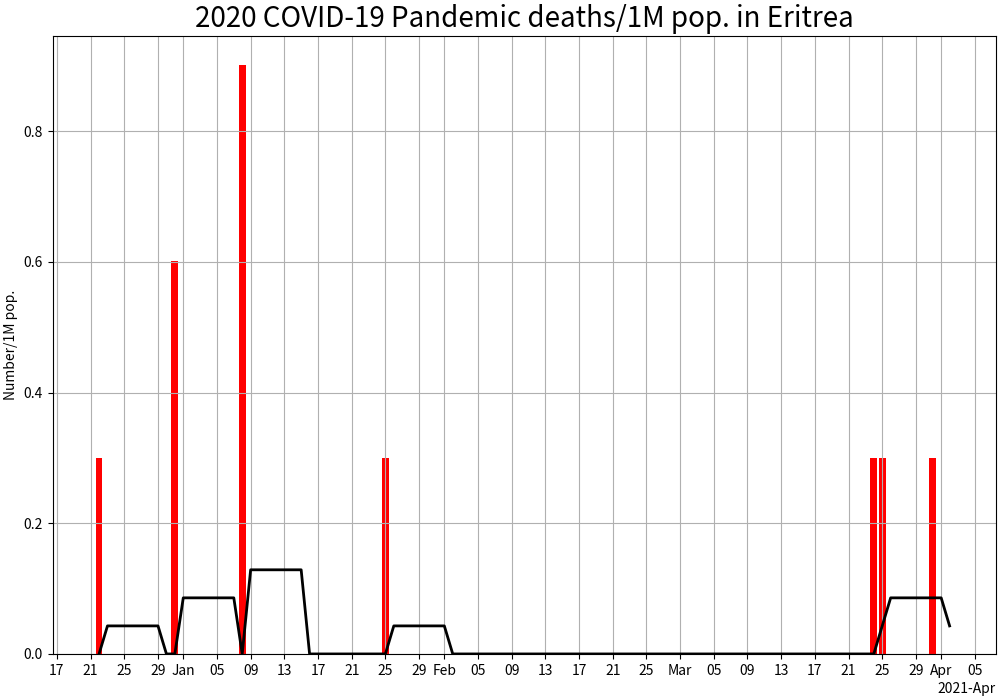 2020 COVID-19 Pandemic deaths/1M pop. in Eritrea
Number/1M pop.
0.8
0.6
0.4
0.2
0.0
17 21 25 29 Jan 05 09 13 17 21 25 29 Feb 05 09 13 17 21 25 Mar 05 09 13 17 21 25 29 Apr 05
2021-Apr